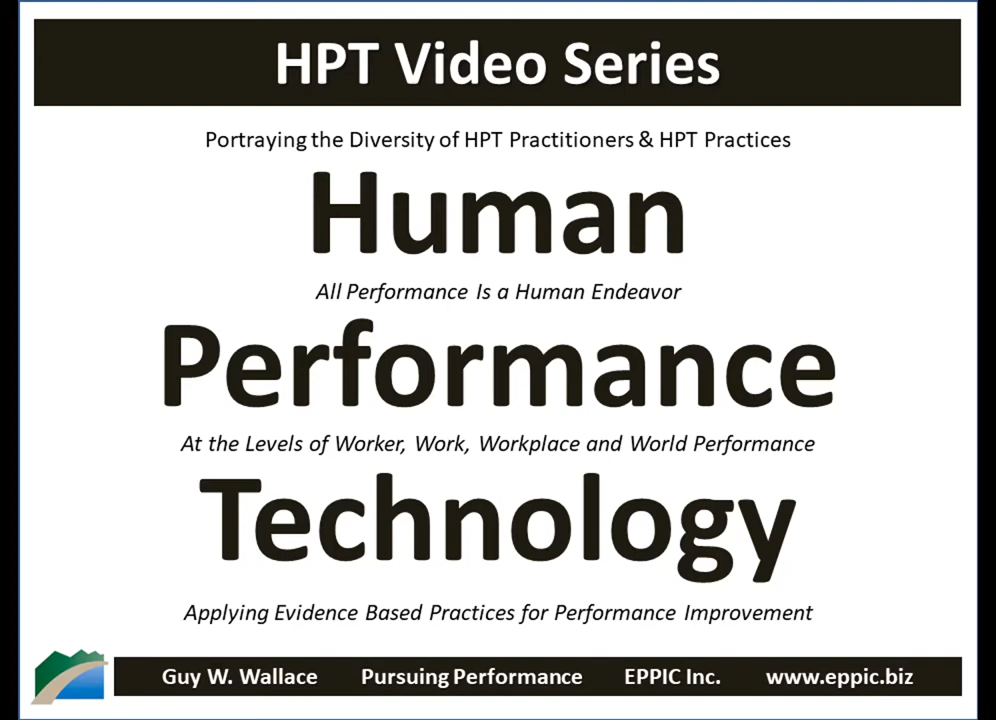 HPT Video Series
Portraying the Diversity of HPT Practitioners & HPT Practices
Human
All Performance Is a Human Endeavor
Performance
At the Levels of Worker, Work, Workplace and World Performance
Technology
Applying Evidence Based Practices for Performance Improvement
Guy W. Wallace Pursuing Performance EPPIC Inc. www.eppic.biz